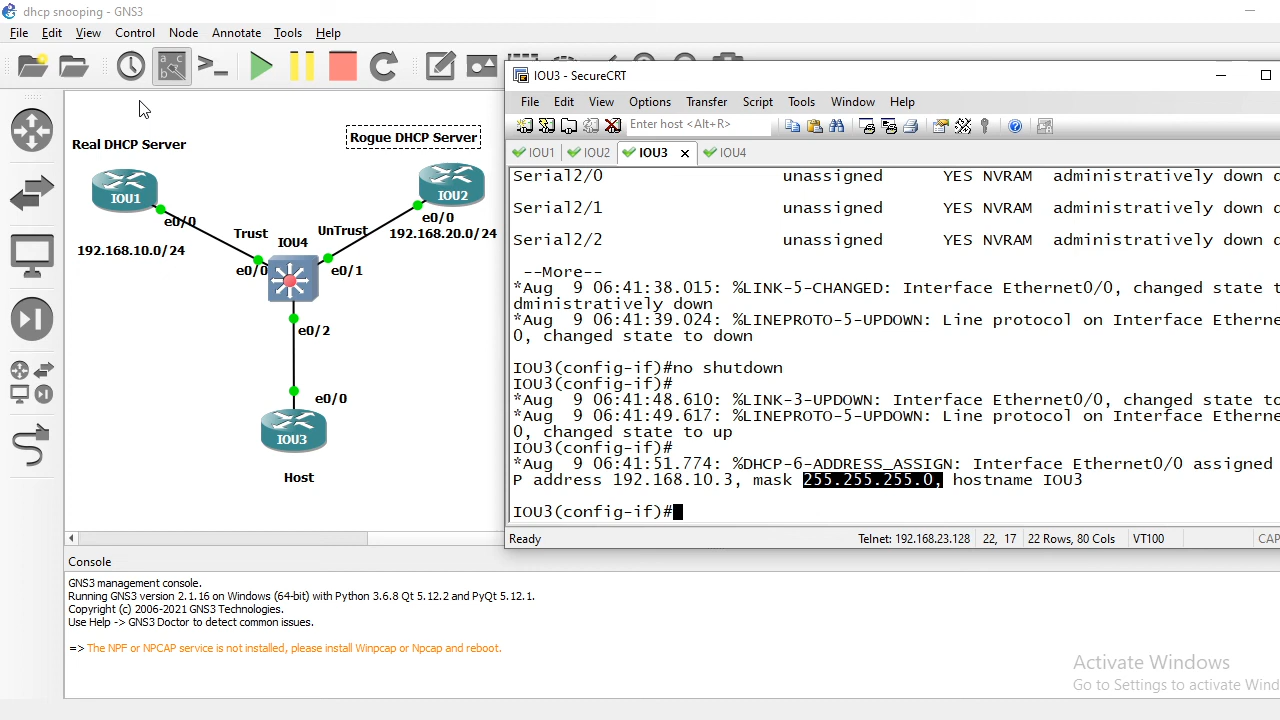 dhcp snooping - GNS3
File Edit View Control Node Annotate Tools Help
Real DHCP Server
Rogue DHCP Server
IOU1
IOU2
e0/0
e0/0
192.168.10.0/24
192.168.20.0/24
Trust
UnTrust
IOU4
e0/0
e0/1
e0/2
e0/0
IOU3
Host
IOU3 - SecureCRT
File Edit View Options Transfer Script Tools Window Help
Enter host <Alt+R>
IOU1 IOU2 IOU3 IOU4
Serial2/0 unassigned YES NVRAM administratively down d
Serial2/1 unassigned YES NVRAM administratively down d
Serial2/2 unassigned YES NVRAM administratively down d
--More--
*Aug 9 06:41:38.015: %LINK-5-CHANGED: Interface Ethernet0/0, changed state t
dministratively down
*Aug 9 06:41:39.024: %LINEPROTO-5-UPDOWN: Line protocol on Interface Etherne
0, changed state to down
IOU3(config-if)#no shutdown
IOU3(config-if)#
*Aug 9 06:41:48.610: %LINK-3-UPDOWN: Interface Ethernet0/0, changed state to
*Aug 9 06:41:49.617: %LINEPROTO-5-UPDOWN: Line protocol on Interface Etherne
0, changed state to up
IOU3(config-if)#
*Aug 9 06:41:51.774: %DHCP-6-ADDRESS_ASSIGN: Interface Ethernet0/0 assigned
P address 192.168.10.3, mask 255.255.255.0, hostname IOU3
IOU3(config-if)#
Ready Telnet: 192.168.23.128 22, 17 22 Rows, 80 Cols VT100 CAP
Console
GNS3 management console.
Running GNS3 version 2.1.16 on Windows (64-bit) with Python 3.6.8 Qt 5.12.2 and PyQt 5.12.1.
Copyright (c) 2006-2021 GNS3 Technologies.
Use Help -> GNS3 Doctor to detect common issues.
=> The NPF or NPCAP service is not installed, please install Winpcap or Npcap and reboot.
Activate Windows
Go to Settings to activate Wind